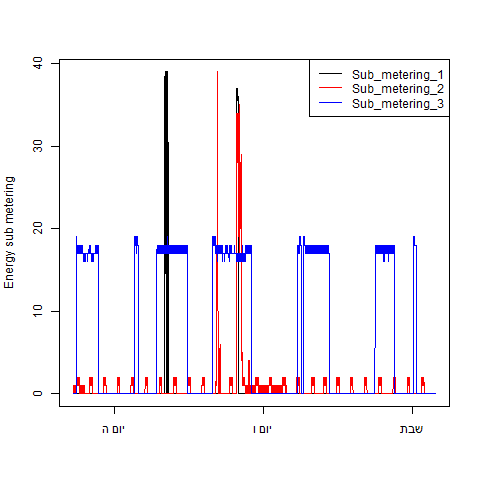 Sub_metering_1
Sub_metering_2
Sub_metering_3
Energy sub metering
40
30
20
10
0
יום ה
יום ו
שבת